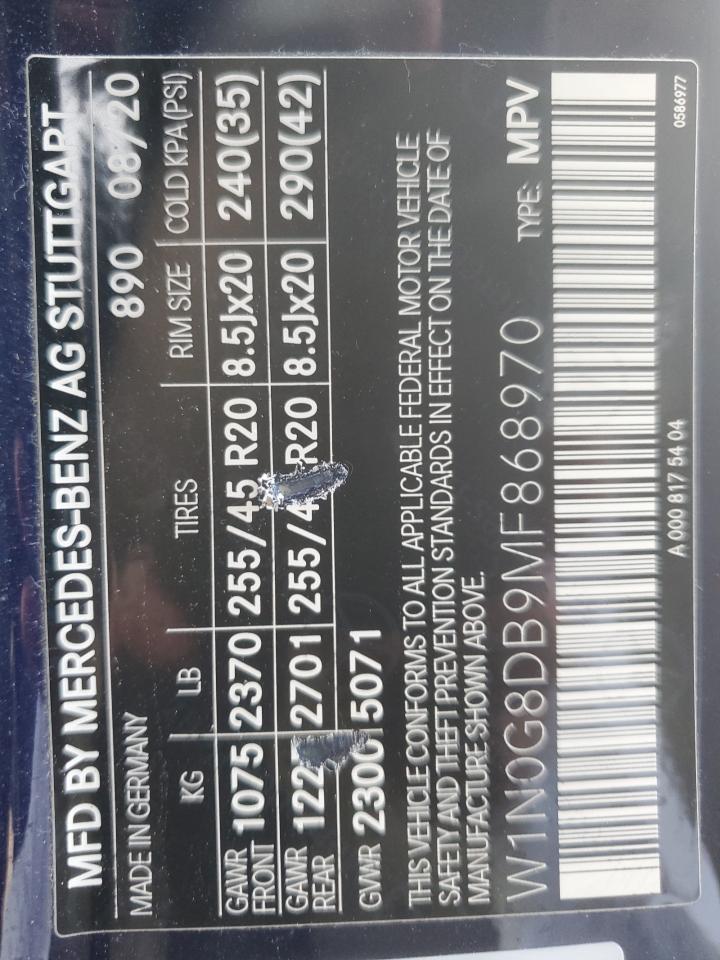 MFD BY MERCEDES-BENZ AG STUTTGART
MADE IN GERMANY 890 08/20
KG LB TIRES RIM SIZE COLD KPA(PSI)
GAWR FRONT 1075 2370 255/45 R20 8.5Jx20 240(35)
GAWR REAR 2701 R20 8.5Jx20 290(42)
GVWR 2300 5071
THIS VEHICLE CONFORMS TO ALL APPLICABLE FEDERAL MOTOR VEHICLE
SAFETY AND THEFT PREVENTION STANDARDS IN EFFECT ON THE DATE OF
MANUFACTURE SHOWN ABOVE.
W1N0G8DB9MF868970 TYPE: MPV
A 000 817 54 04
0586977